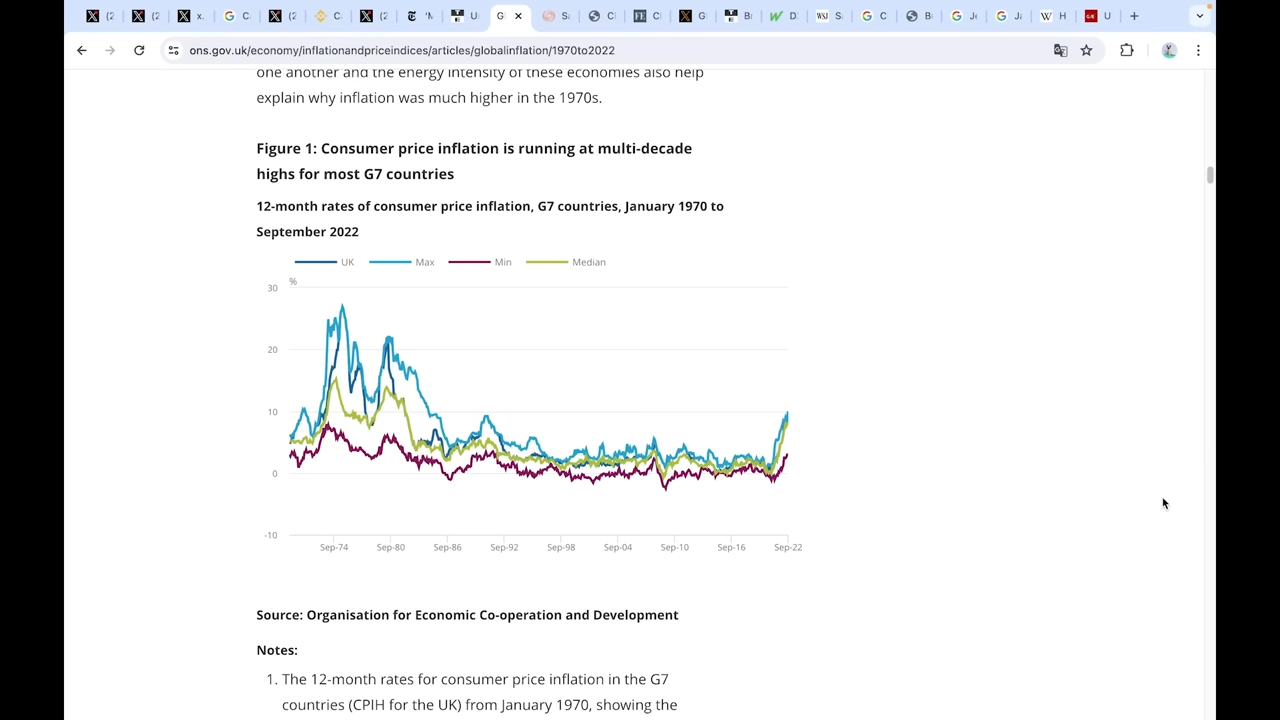 (2
(2
x.
C
(2
C
(2
'M
U
G
S
C
C
G
B
D
S
C
B
J
J
H
U
ons.gov.uk/economy/inflationandpriceindices/articles/globalinflation/1970to2022
one another and the energy intensity of these economies also help
explain why inflation was much higher in the 1970s.
Figure 1: Consumer price inflation is running at multi-decade
highs for most G7 countries
12-month rates of consumer price inflation, G7 countries, January 1970 to
September 2022
UK Max Min Median
%
30
20
10
0
-10
Sep-74 Sep-80 Sep-86 Sep-92 Sep-98 Sep-04 Sep-10 Sep-16 Sep-22
Source: Organisation for Economic Co-operation and Development
Notes:
1. The 12-month rates for consumer price inflation in the G7
countries (CPIH for the UK) from January 1970, showing the